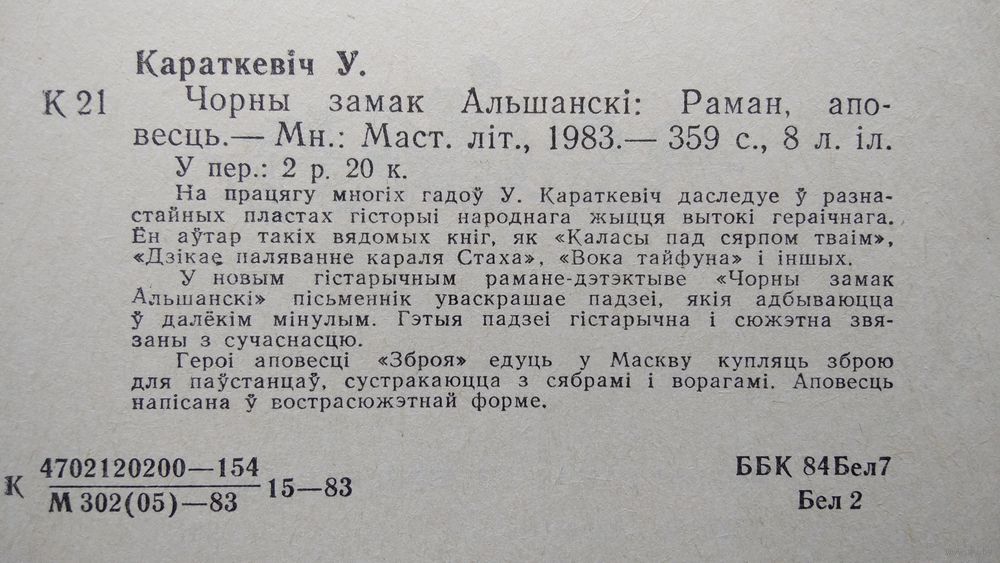 Караткевіч У.
К 21 Чорны замак Альшанскі: Раман, апо-
весць.— Мн.: Маст. літ., 1983.— 359 с., 8 л. іл.
У пер.: 2 р. 20 к.
На працягу многіх гадоў У. Караткевіч даследуе ў разна-
стайных пластах гісторыі народнага жыцця вытокі гераічнага.
Ён аўтар такіх вядомых кніг, як «Каласы пад сярпом тваім»,
«Дзікае паляванне караля Стаха», «Вока тайфуна» і іншых.
У новым гістарычным рамане-дэтэктыве «Чорны замак
Альшанскі» пісьменнік уваскрашае падзеі, якія адбываюцца
ў далёкім мінулым. Гэтыя падзеі гістарычна і сюжэтна звя-
заны з сучаснасцю.
Героі аповесці «Зброя» едуць у Маскву купляць зброю
для паўстанцаў, сустракаюцца з сябрамі і ворагамі. Аповесць
напісана ў вострасюжэтнай форме.
К 4702120200—154
М 302(05)—83 15—83
ББК 84Бел7
Бел 2